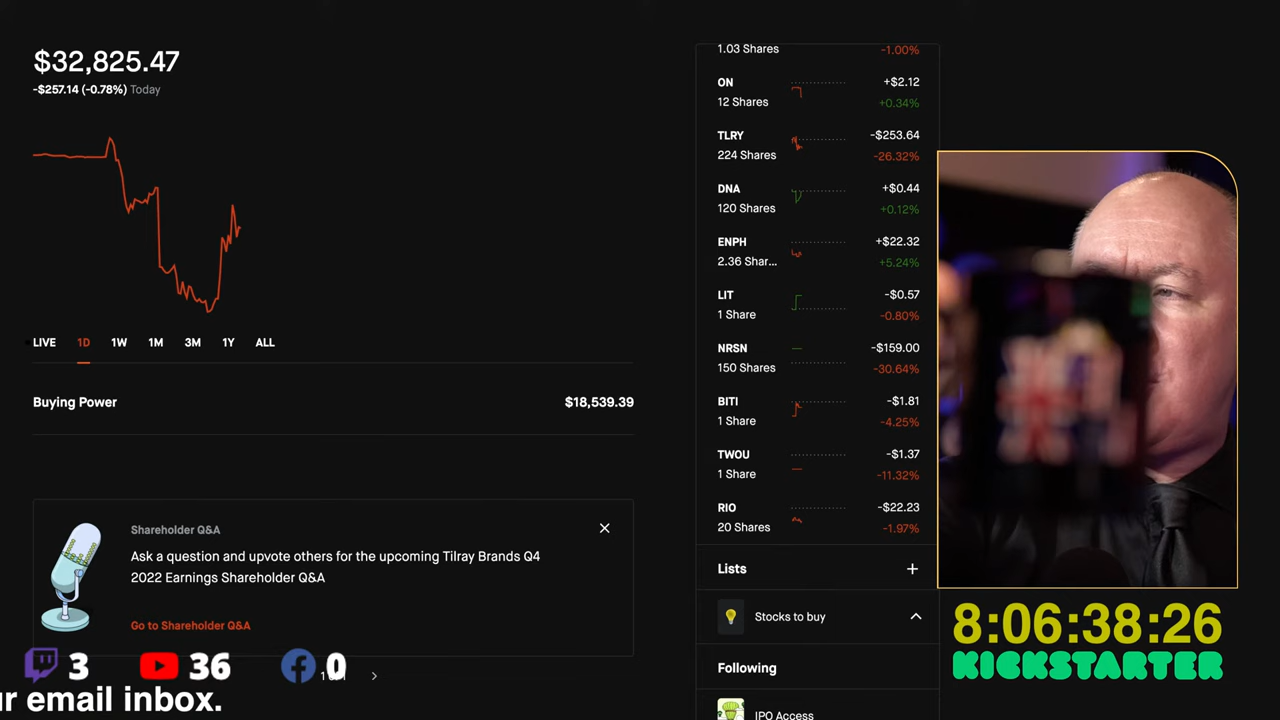 $32,825.47
-$257.14 (-0.78%) Today
LIVE 1D 1W 1M 3M 1Y ALL
Buying Power $18,539.39
Shareholder Q&A
Ask a question and upvote others for the upcoming Tilray Brands Q4
2022 Earnings Shareholder Q&A
Go to Shareholder Q&A
3 36 0
ur email inbox.
1.03 Shares -1.00%
ON +$2.12
12 Shares +0.34%
TLRY -$253.64
224 Shares -26.32%
DNA +$0.44
120 Shares +0.12%
ENPH +$22.32
2.36 Shar... +5.24%
LIT -$0.57
1 Share -0.80%
NRSN -$159.00
150 Shares -30.64%
BITI -$1.81
1 Share -4.25%
TWOU -$1.37
1 Share -11.32%
RIO -$22.23
20 Shares -1.97%
Lists
Stocks to buy
Following
IPO Access
8:06:38:26
KICKSTARTER